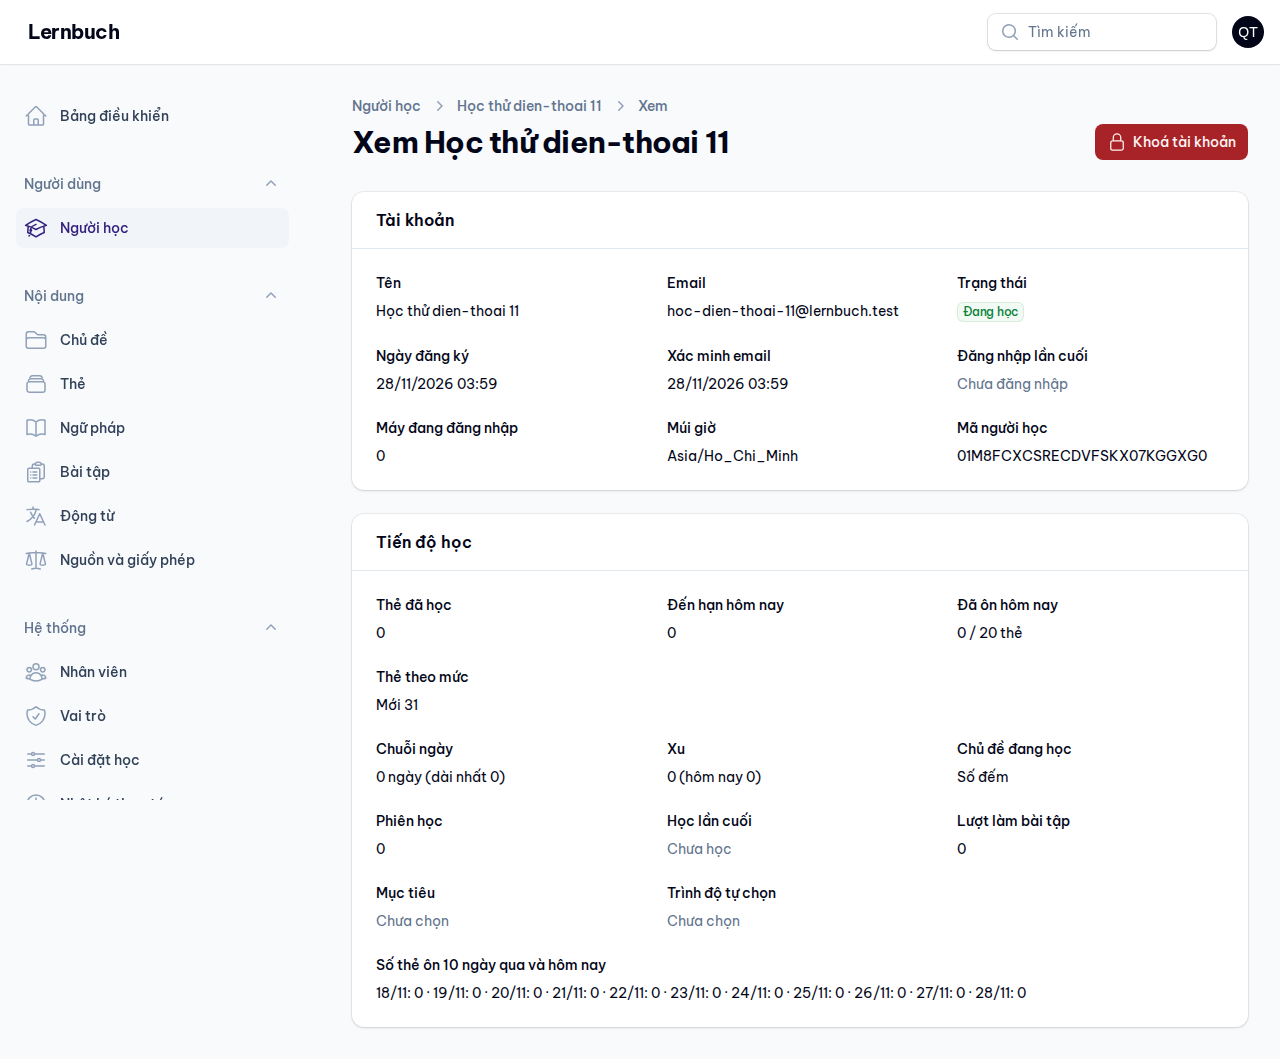 Lernbuch
Tìm kiếm
QT
Bảng điều khiển
Người dùng
Người học
Nội dung
Chủ đề
Thẻ
Ngữ pháp
Bài tập
Động từ
Nguồn và giấy phép
Hệ thống
Nhân viên
Vai trò
Cài đặt học
Người học > Học thử dien-thoai 11 > Xem
Xem Học thử dien-thoai 11
Khoá tài khoản
Tài khoản
Tên Email Trạng thái
Học thử dien-thoai 11 hoc-dien-thoai-11@lernbuch.test Đang học
Ngày đăng ký Xác minh email Đăng nhập lần cuối
28/11/2026 03:59 28/11/2026 03:59 Chưa đăng nhập
Máy đang đăng nhập Múi giờ Mã người học
0 Asia/Ho_Chi_Minh 01M8FCXCSRECDVFSKX07KGGXG0
Tiến độ học
Thẻ đã học Đến hạn hôm nay Đã ôn hôm nay
0 0 0 / 20 thẻ
Thẻ theo mức
Mới 31
Chuỗi ngày Xu Chủ đề đang học
0 ngày (dài nhất 0) 0 (hôm nay 0) Số đếm
Phiên học Học lần cuối Lượt làm bài tập
0 Chưa học 0
Mục tiêu Trình độ tự chọn
Chưa chọn Chưa chọn
Số thẻ ôn 10 ngày qua và hôm nay
18/11: 0 · 19/11: 0 · 20/11: 0 · 21/11: 0 · 22/11: 0 · 23/11: 0 · 24/11: 0 · 25/11: 0 · 26/11: 0 · 27/11: 0 · 28/11: 0